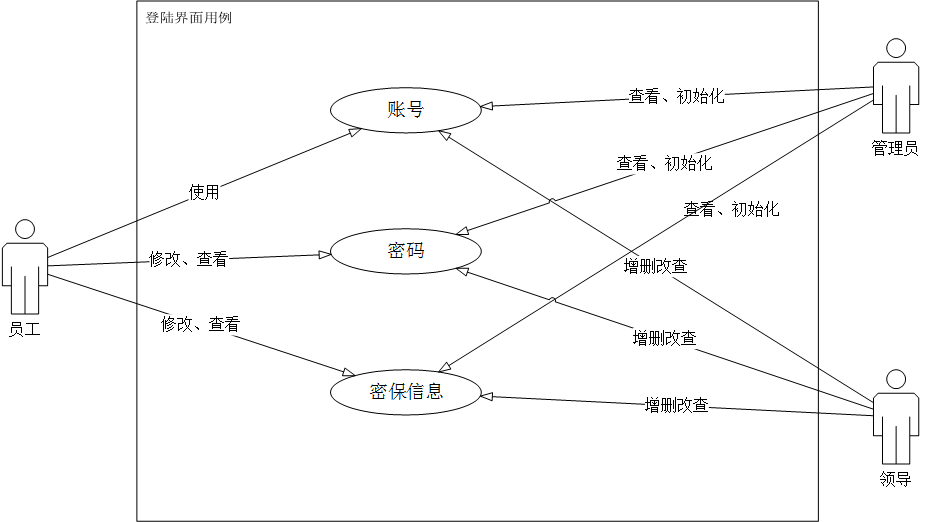 登陆界面用例
账号
查看、初始化
管理员
查看、初始化
使用
查看、初始化
密码
修改、查看
增删改查
员工
修改、查看
增删改查
密保信息
增删改查
领导